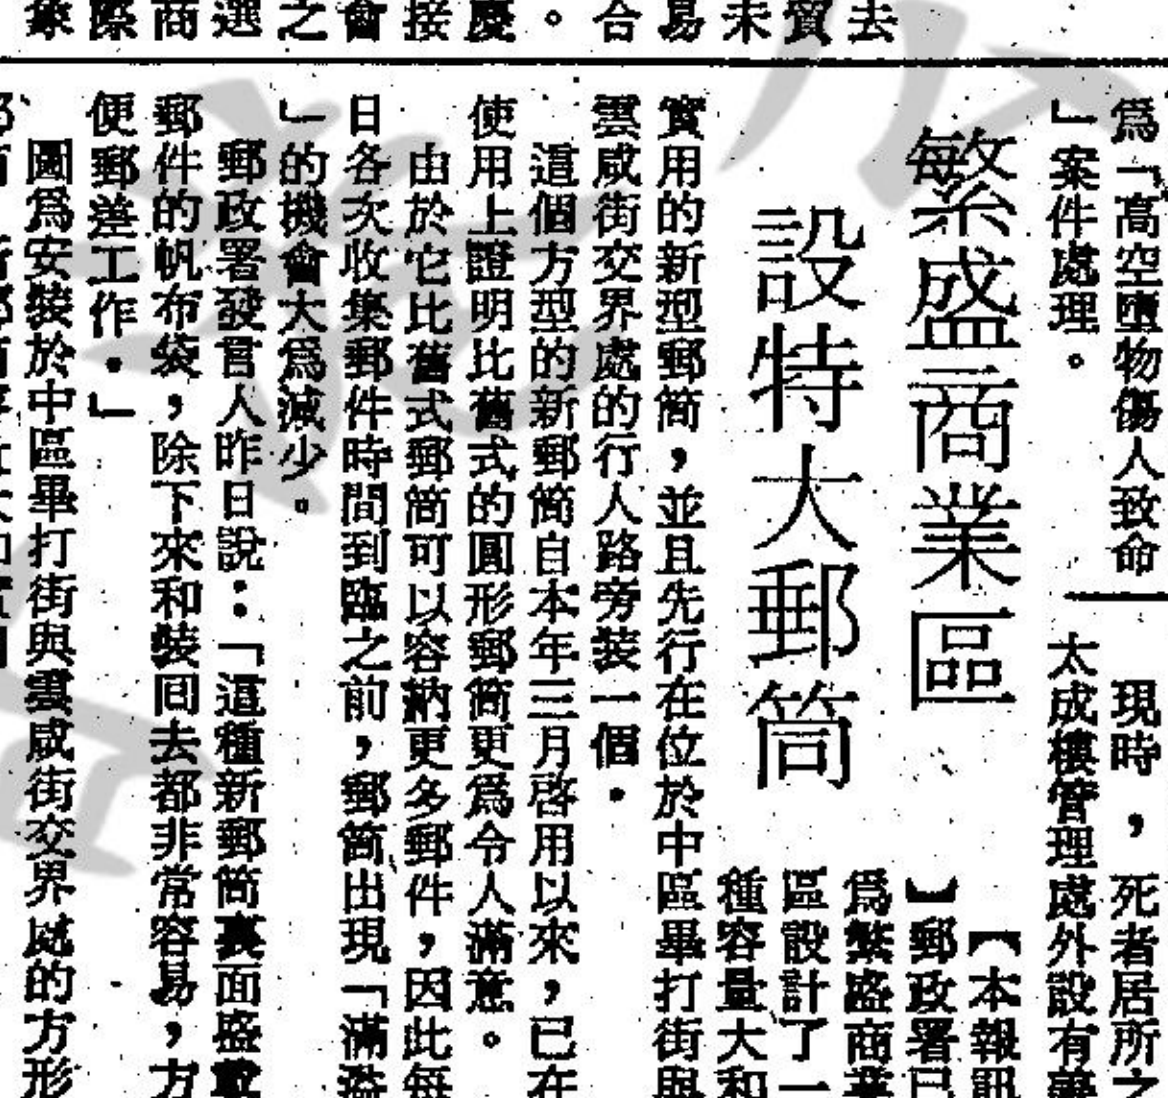 去
貿
未
易
合
。
慶
接
會
之
選
商
際
為「高空墮物傷人致命
」案件處理。
現時，死者居所之
太成樓管理處外設有
繁盛商業區
設特大郵筒
【本報訊
】郵政署已
為繁盛商業
區設計了一
種容量大和
實用的新型郵筒，並且先行在位於中區畢打街與
雲咸街交界處的行人路旁裝一個．
這個方型的新郵筒自本年三月啓用以來，已在
使用上證明比舊式的圓形郵筒更為令人滿意。
由於它比舊式郵筒可以容納更多郵件，因此每
日各次收集郵件時間到臨之前，郵筒出現「滿溢
」的機會大為減少。
郵政署發言人昨日說：「這種新郵筒裏面盛載
郵件的帆布袋，除下來和裝回去都非常容易，方
便郵差工作．」
圖為安裝於中區畢打街與雲咸街交界處的方形